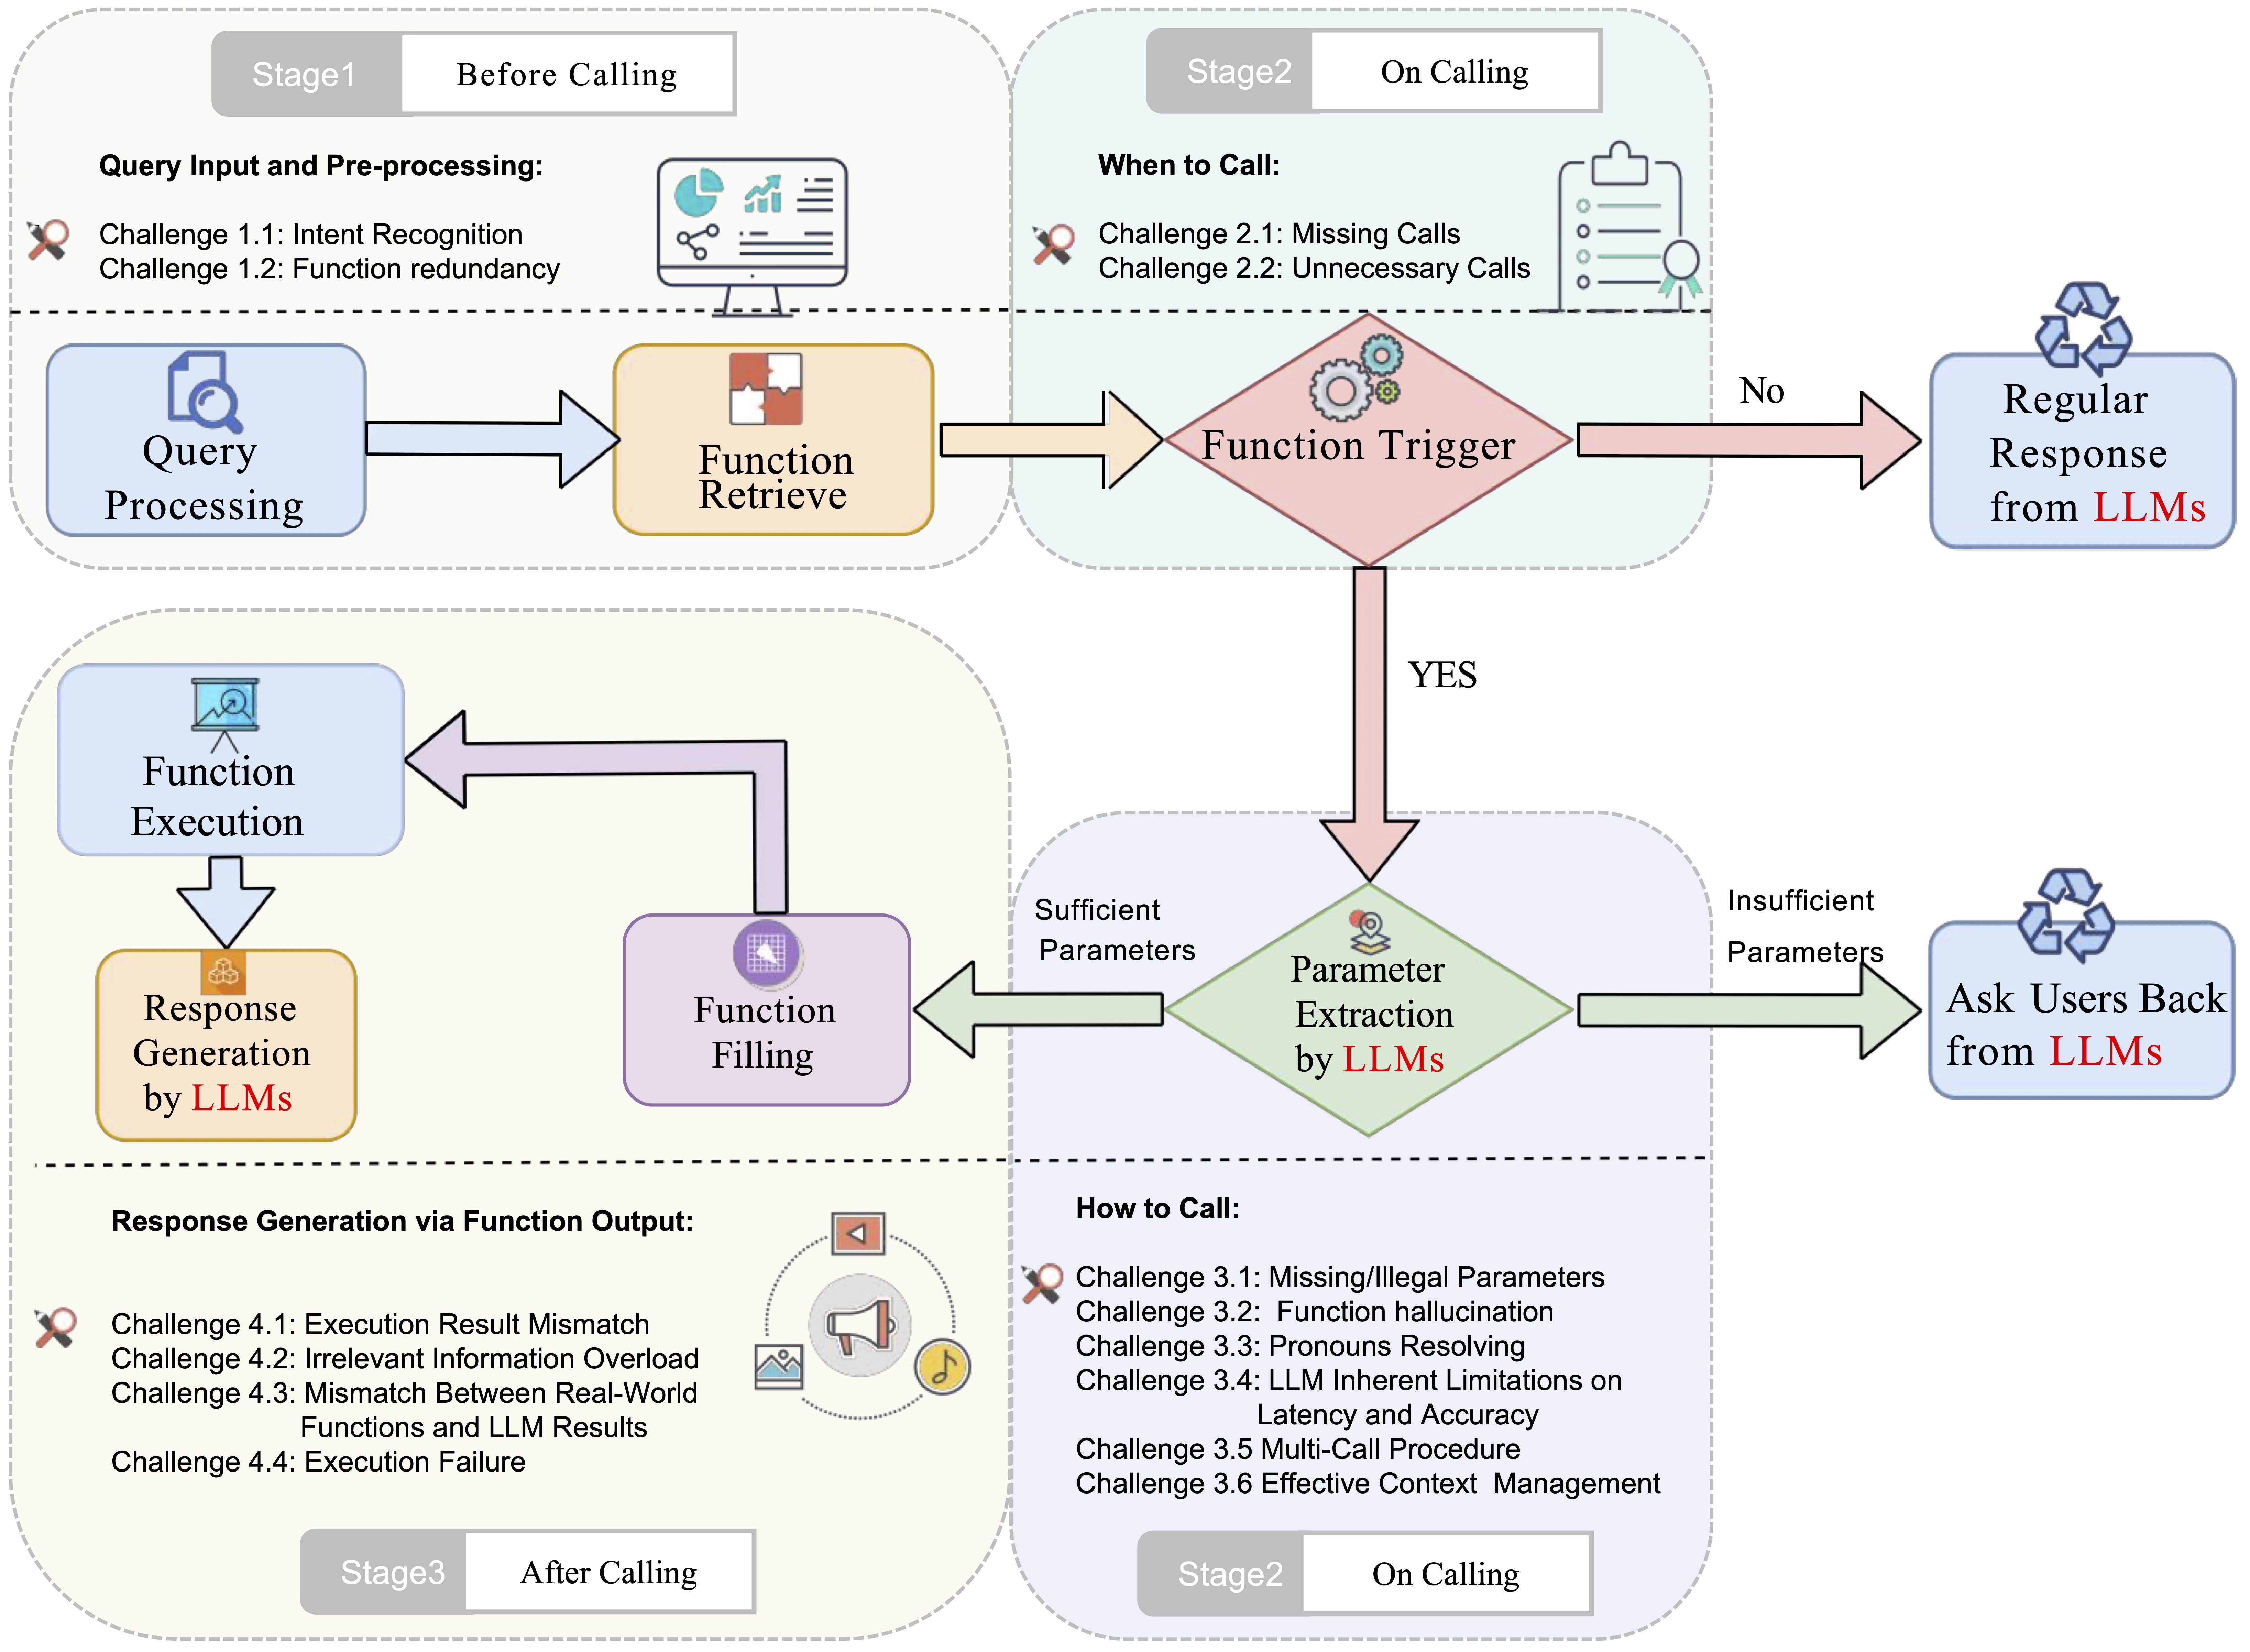 Stage1 Before Calling
Query Input and Pre-processing:
Challenge 1.1: Intent Recognition
Challenge 1.2: Function redundancy
Query
Processing
Function
Retrieve
Stage2 On Calling
When to Call:
Challenge 2.1: Missing Calls
Challenge 2.2: Unnecessary Calls
Function Trigger
No
Regular
Response
from LLMs
YES
Function
Execution
Response
Generation
by LLMs
Function
Filling
Sufficient
Parameters
Parameter
Extraction
by LLMs
Insufficient
Parameters
Ask Users Back
from LLMs
Response Generation via Function Output:
Challenge 4.1: Execution Result Mismatch
Challenge 4.2: Irrelevant Information Overload
Challenge 4.3: Mismatch Between Real-World
Functions and LLM Results
Challenge 4.4: Execution Failure
Stage3 After Calling
How to Call:
Challenge 3.1: Missing/Illegal Parameters
Challenge 3.2: Function hallucination
Challenge 3.3: Pronouns Resolving
Challenge 3.4: LLM Inherent Limitations on
Latency and Accuracy
Challenge 3.5 Multi-Call Procedure
Challenge 3.6 Effective Context Management
Stage2 On Calling